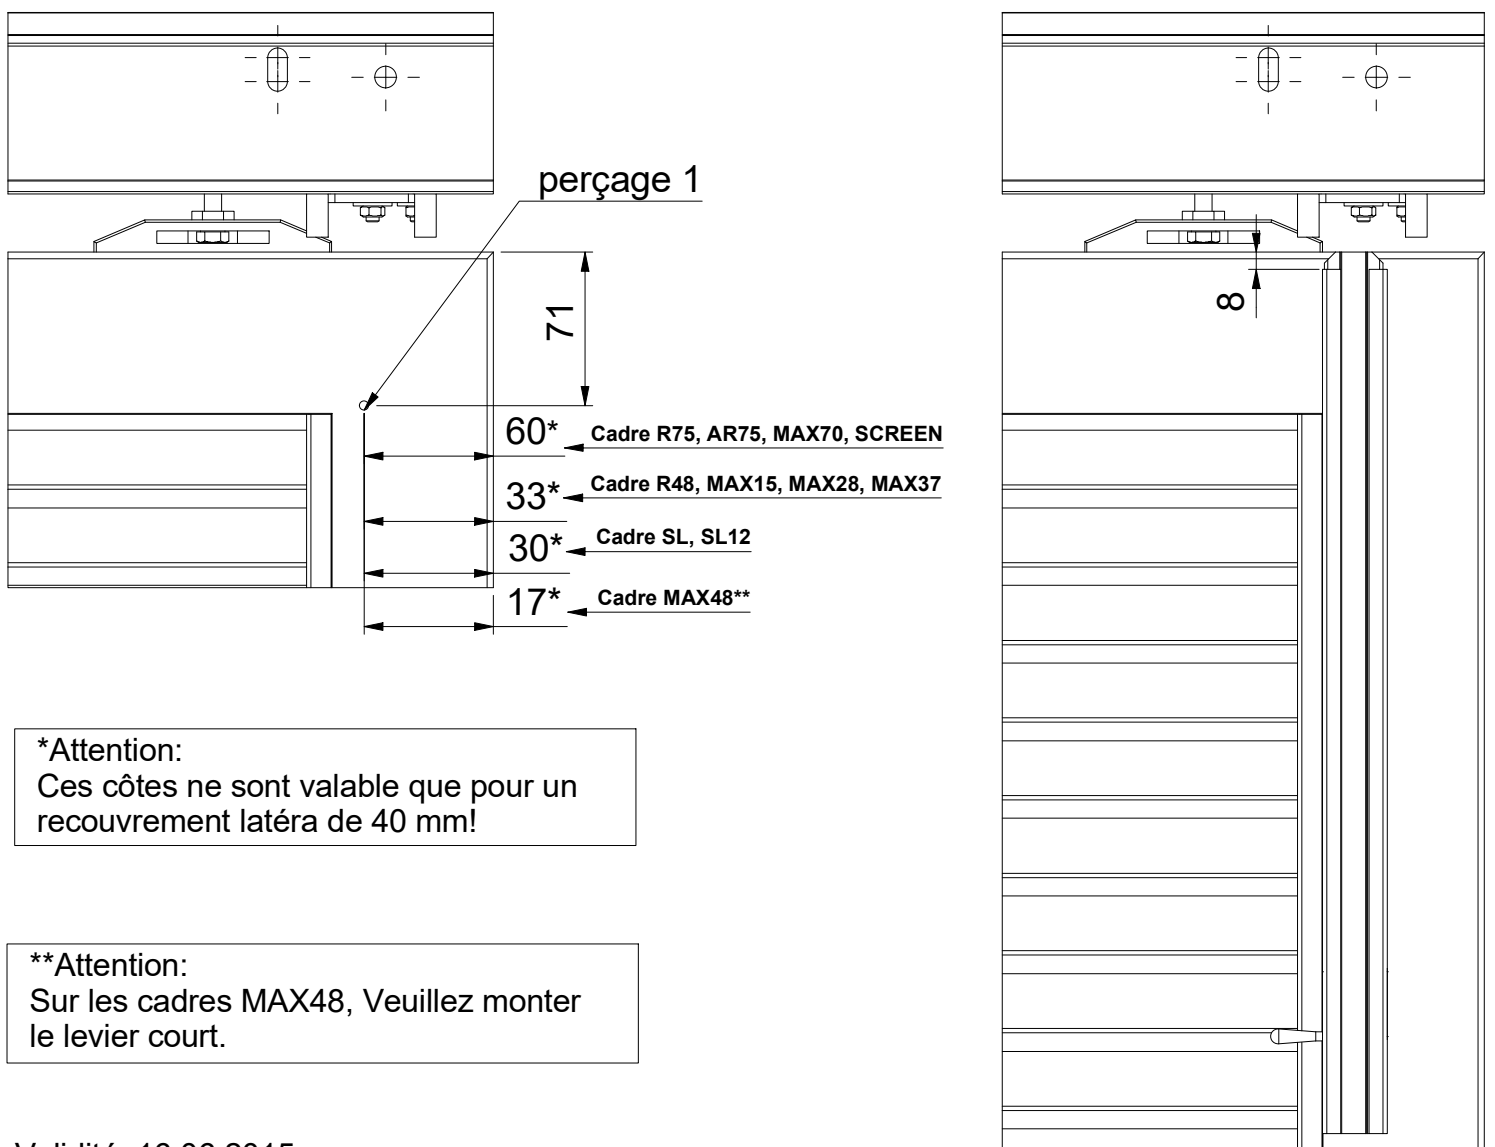 perçage 1
71
8
60* Cadre R75, AR75, MAX70, SCREEN
33* Cadre R48, MAX15, MAX28, MAX37
30* Cadre SL, SL12
17* Cadre MAX48**
*Attention:
Ces côtes ne sont valable que pour un
recouvrement latéra de 40 mm!
**Attention:
Sur les cadres MAX48, Veuillez monter
le levier court.